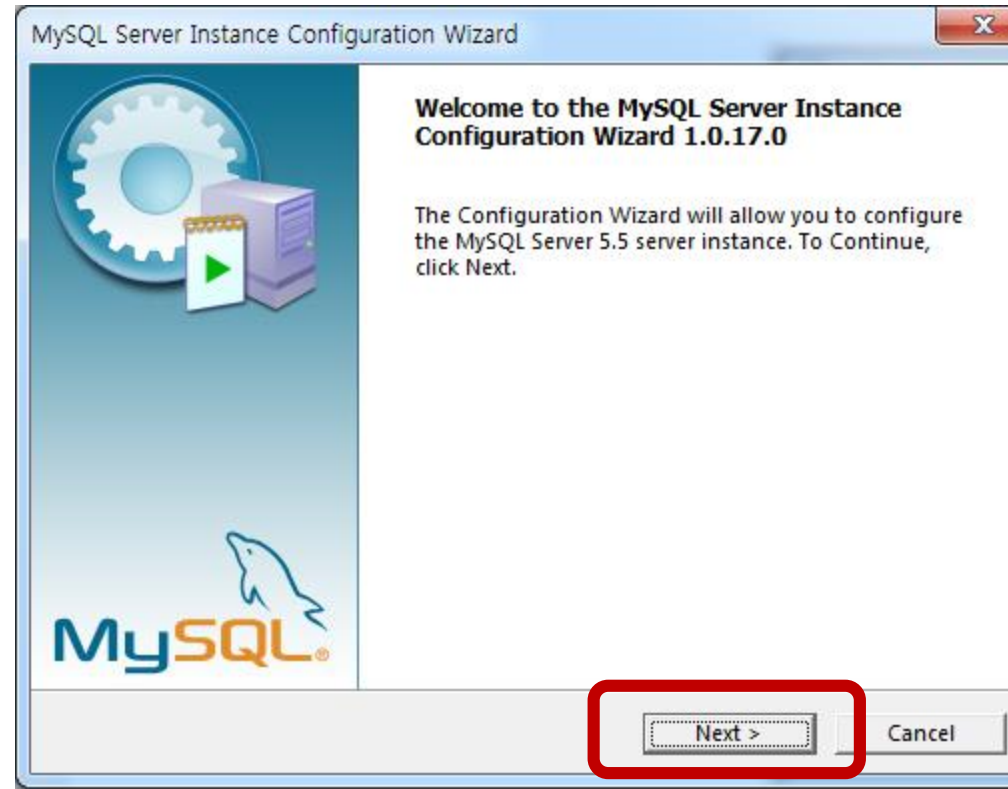 MySQL Server Instance Configuration Wizard
Welcome to the MySQL Server Instance
Configuration Wizard 1.0.17.0
The Configuration Wizard will allow you to configure
the MySQL Server 5.5 server instance. To Continue,
click Next.
MySQL®
Next >
Cancel